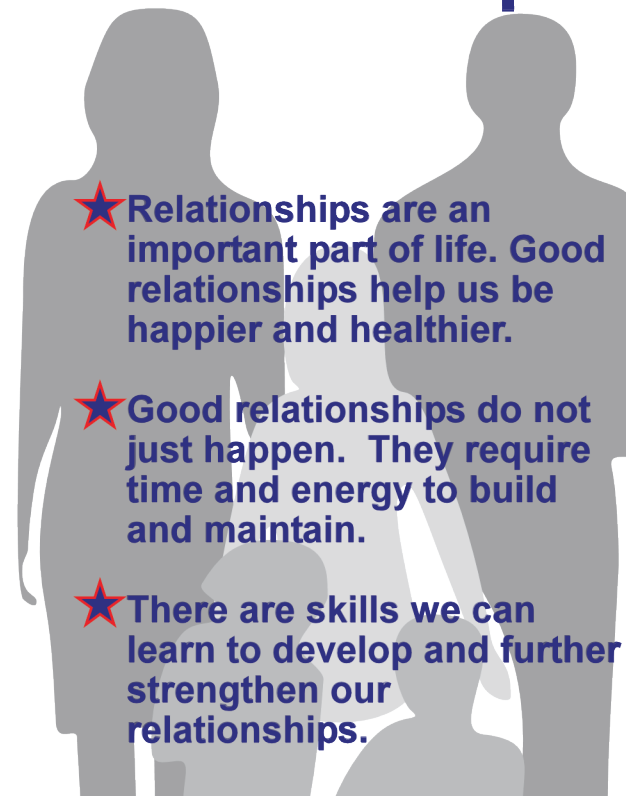 Relationships are an
important part of life. Good
relationships help us be
happier and healthier.
Good relationships do not
just happen.  They require
time and energy to build
and maintain.
There are skills we can
learn to develop and further
strengthen our
relationships.